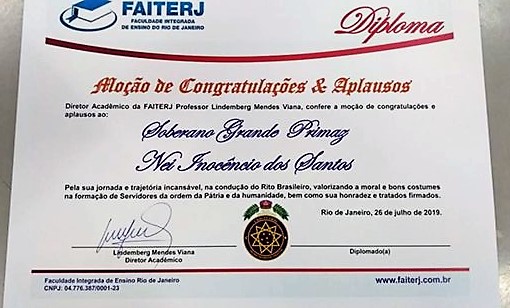 FAITERJ
FACULDADE INTEGRADA
DE ENSINO DO RIO DE JANEIRO
Diploma
Moção de Congratulações & Aplausos
Diretor Acadêmico da FAITERJ Professor Lindemberg Mendes Viana, confere a moção de congratulações e
aplausos ao:
Soberano Grande Primaz
Nei Inocêncio dos Santos
Pela sua jornada e trajetória incansável, na condução do Rito Brasileiro, valorizando a moral e bons costumes
na formação de Servidores da ordem da Pátria e da humanidade, bem como sua honradez e tratados firmados.
Rio de Janeiro, 26 de julho de 2019.
Lindemberg Mendes Viana
Diretor Acadêmico
Diplomado(a)
Faculdade Integrada de Ensino Rio de Janeiro
CNPJ: 04.776.387/0001-23
www.faiterj.com.br